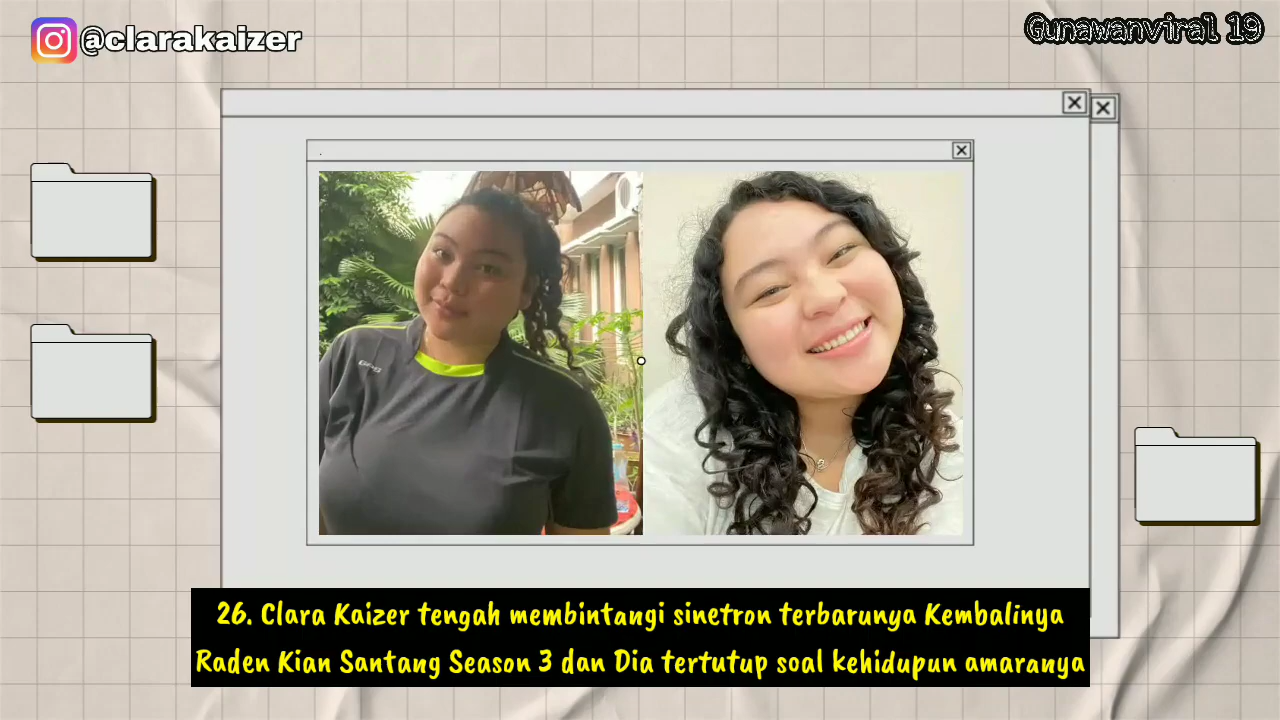 @clarakaizer
Gunawanviral 19
26. Clara Kaizer tengah membintangi sinetron terbarunya Kembalinya
Raden Kian Santang Season 3 dan Dia tertutup soal kehidupun amaranya